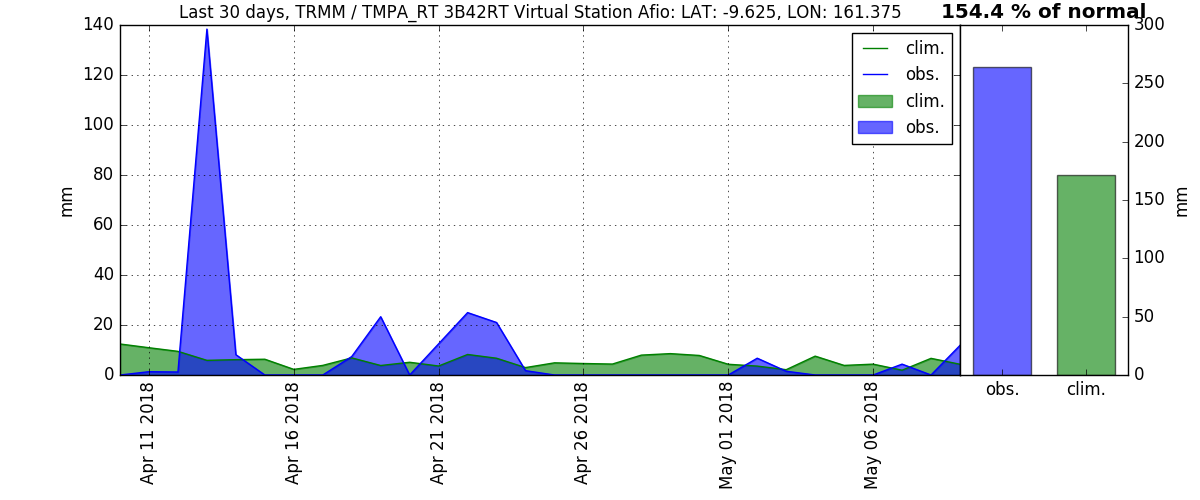 Last 30 days, TRMM / TMPA_RT 3B42RT Virtual Station Afio: LAT: -9.625, LON: 161.375
154.4 % of normal
140
120
100
80
60
40
20
0
mm
clim.
obs.
clim.
obs.
300
250
200
150
100
50
0
mm
Apr 11 2018
Apr 16 2018
Apr 21 2018
Apr 26 2018
May 01 2018
May 06 2018
obs.
clim.